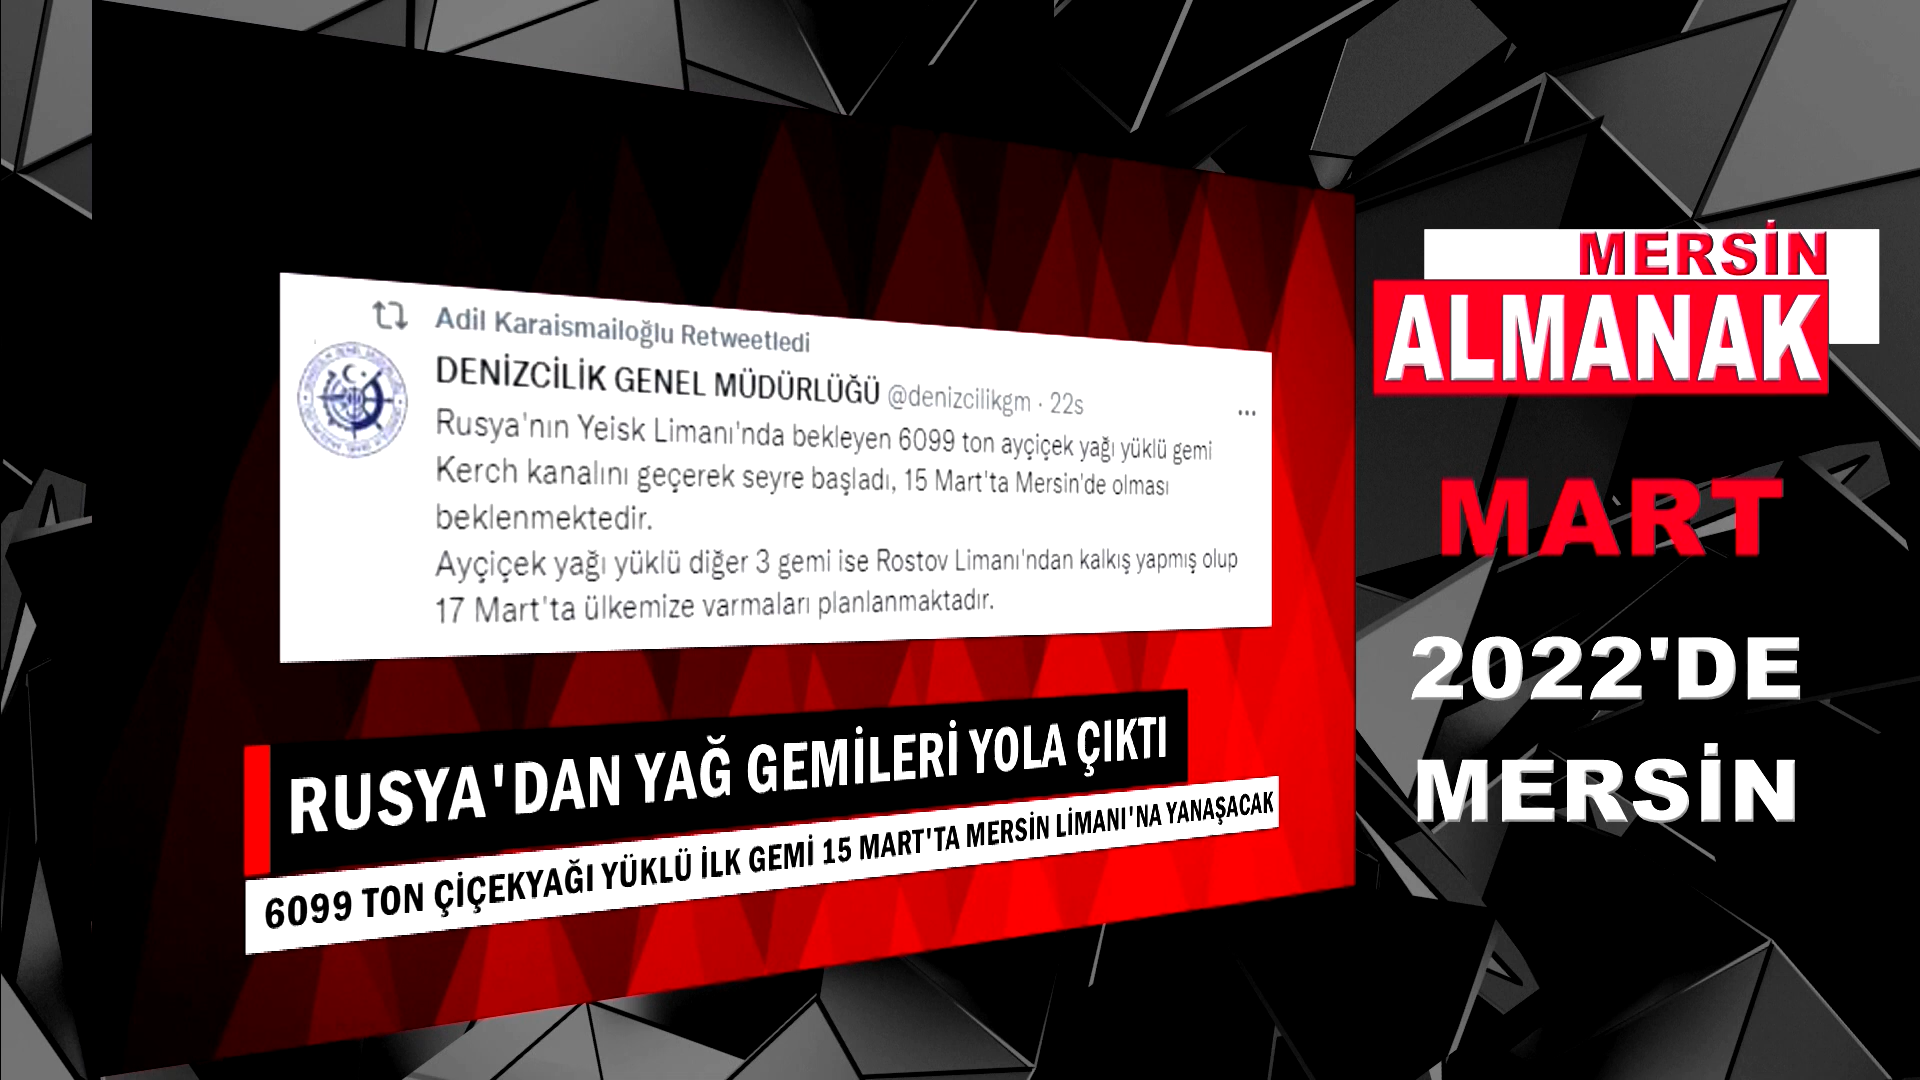 Adil Karaismailoğlu Retweetledi
DENİZCİLİK GENEL MÜDÜRLÜĞÜ @denizcilikgm · 22s
...
Rusya'nın Yeisk Limanı'nda bekleyen 6099 ton ayçiçek yağı yüklü gemi
Kerch kanalını geçerek seyre başladı, 15 Mart'ta Mersin'de olması
beklenmektedir.
Ayçiçek yağı yüklü diğer 3 gemi ise Rostov Limanı'ndan kalkış yapmış olup
17 Mart'ta ülkemize varmaları planlanmaktadır.
RUSYA'DAN YAĞ GEMİLERİ YOLA ÇIKTI
6099 TON ÇİÇEKYAĞI YÜKLÜ İLK GEMİ 15 MART'TA MERSİN LİMANI'NA YANAŞACAK
MERSİN
ALMANAK
MART
2022'DE
MERSİN